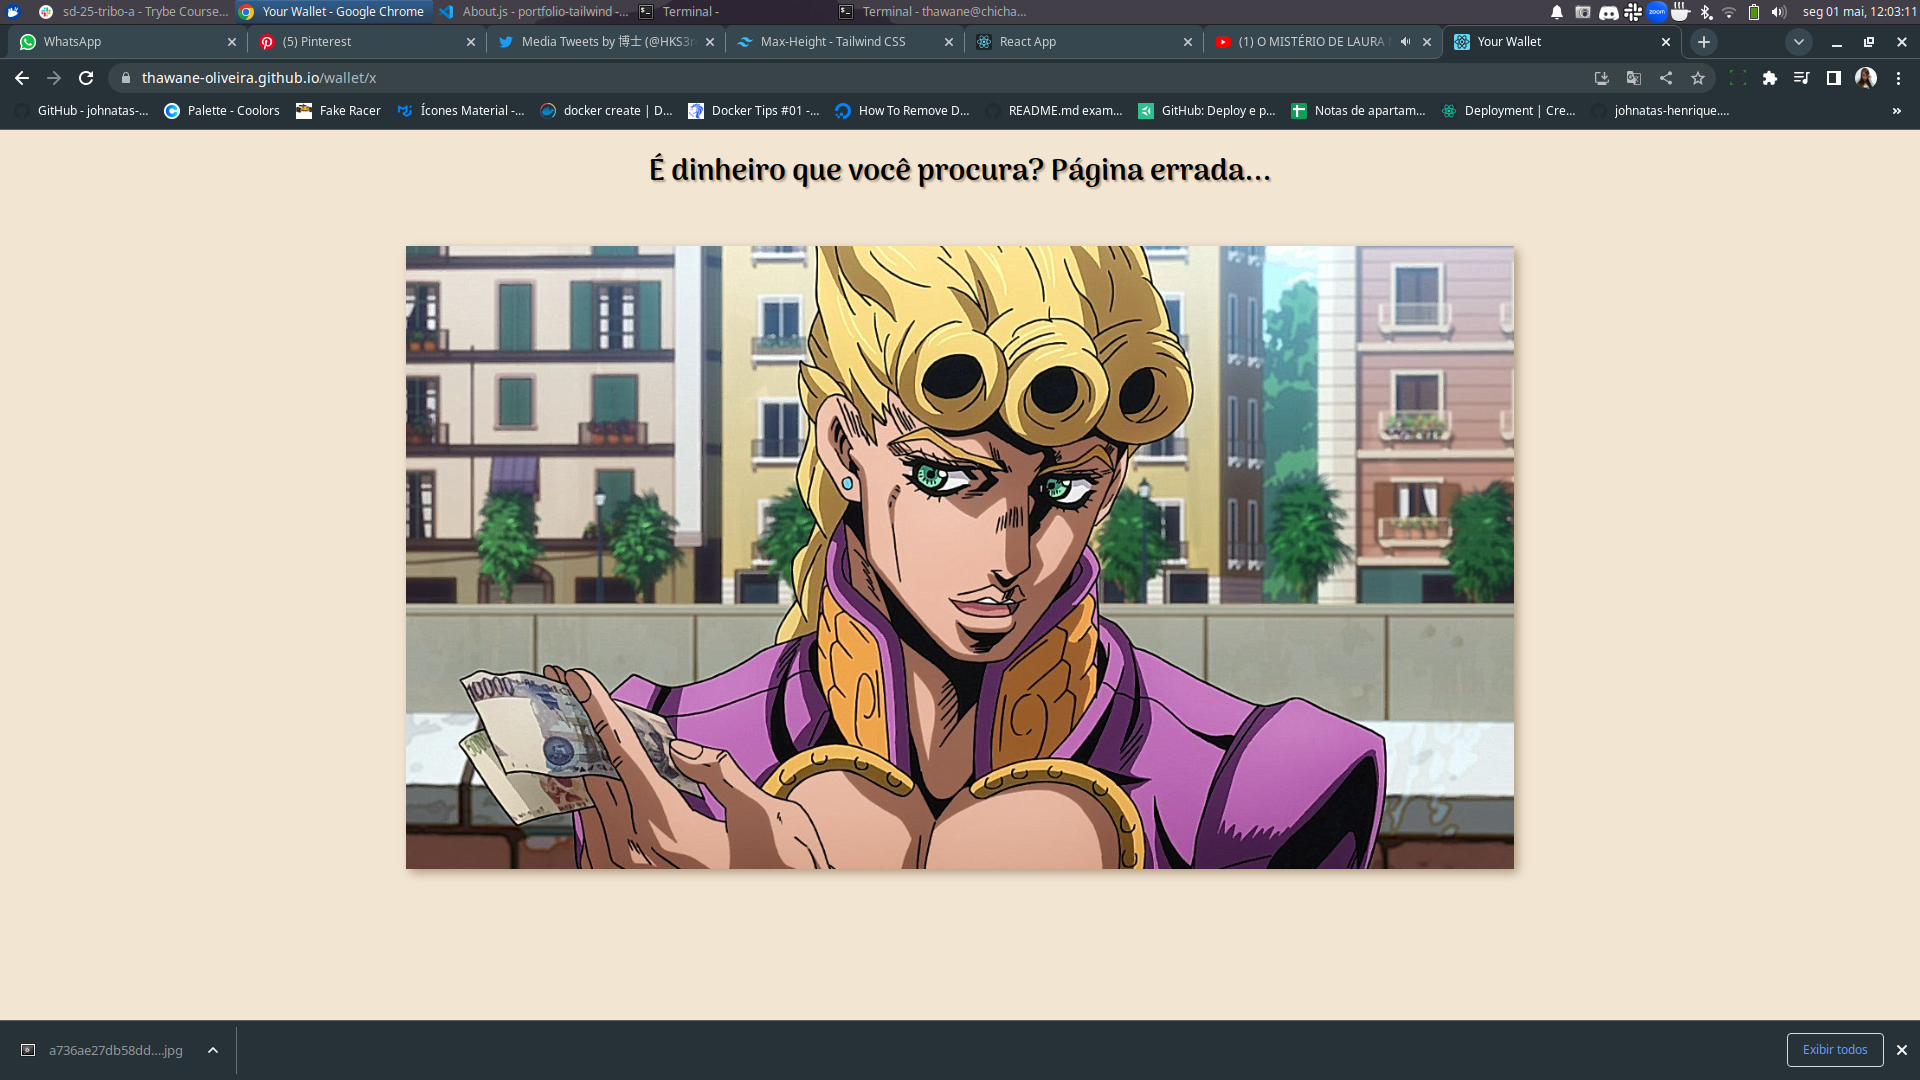 sd-25-tribo-a - Trybe Course...
Your Wallet - Google Chrome
About.js - portfolio-tailwind -...
Terminal -
Terminal - thawane@chicha...
zoom
seg 01 mai, 12:03:11
WhatsApp
(5) Pinterest
Media Tweets by 博士 (@HKS3r
Max-Height - Tailwind CSS
React App
(1) O MISTÉRIO DE LAURA
Your Wallet
thawane-oliveira.github.io/wallet/x
GitHub - johnatas-...
Palette - Coolors
Fake Racer
Ícones Material -...
docker create | D...
Docker Tips #01 -...
How To Remove D...
README.md exam...
GitHub: Deploy e p...
Notas de apartam...
Deployment | Cre...
johnatas-henrique....
»
É dinheiro que você procura? Página errada...
10000
a736ae27db58dd....jpg
Exibir todos